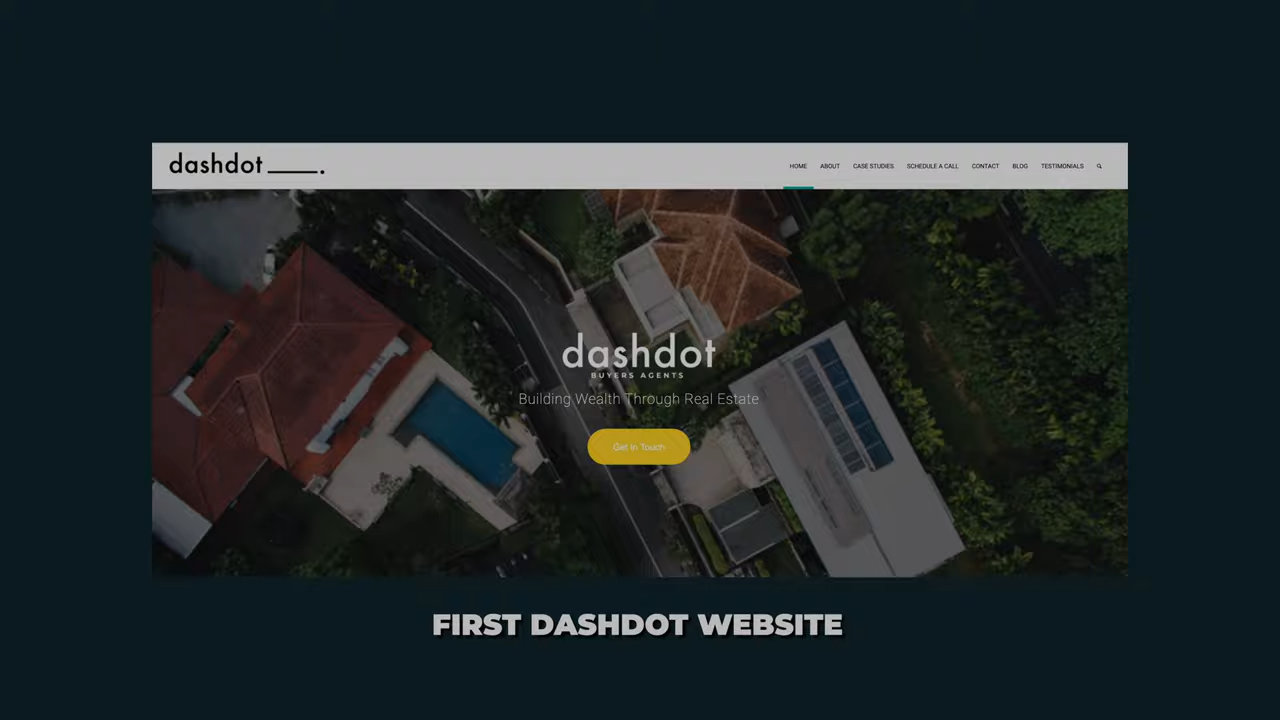 dashdot ____.
HOME ABOUT CASE STUDIES SCHEDULE A CALL CONTACT BLOG TESTIMONIALS
dashdot
BUYERS AGENTS
Building Wealth Through Real Estate
Get In Touch
FIRST DASHDOT WEBSITE